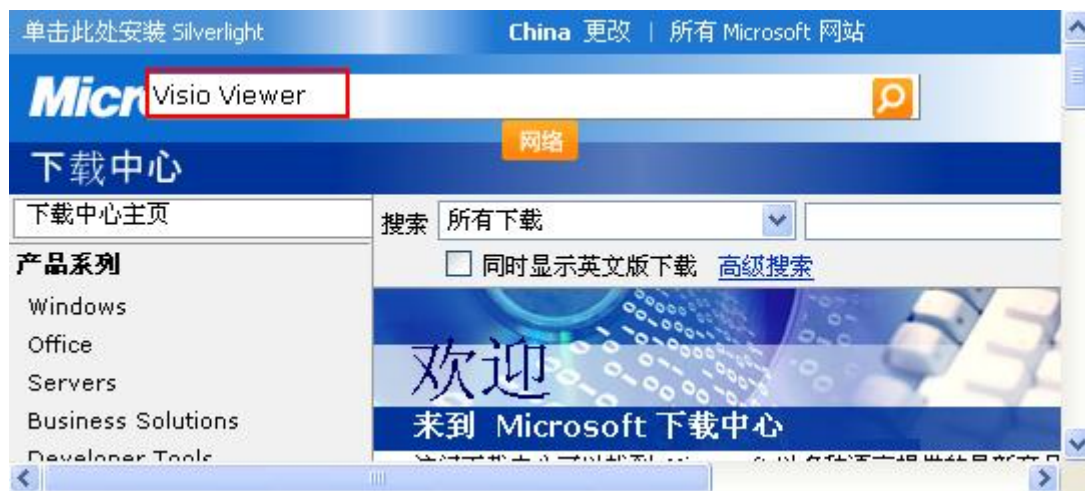 单击此处安装 Silverlight
China 更改 | 所有 Microsoft 网站
Micr
Visio Viewer
网络
下载中心
下载中心主页
搜索 所有下载
产品系列
同时显示英文版下载 高级搜索
Windows
Office
Servers
Business Solutions
Developer Tools
欢迎
来到 Microsoft 下载中心